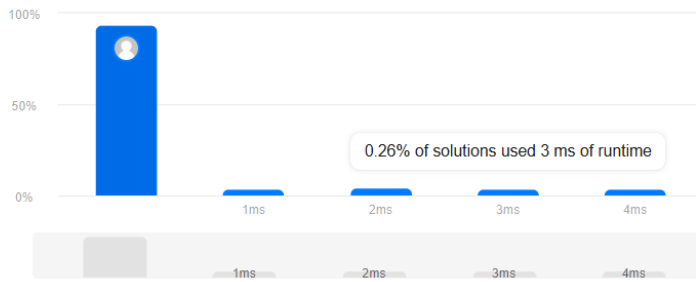 100%
50%
0.26% of solutions used 3 ms of runtime
0%
1ms 2ms 3ms 4ms
1ms 2ms 3ms 4ms